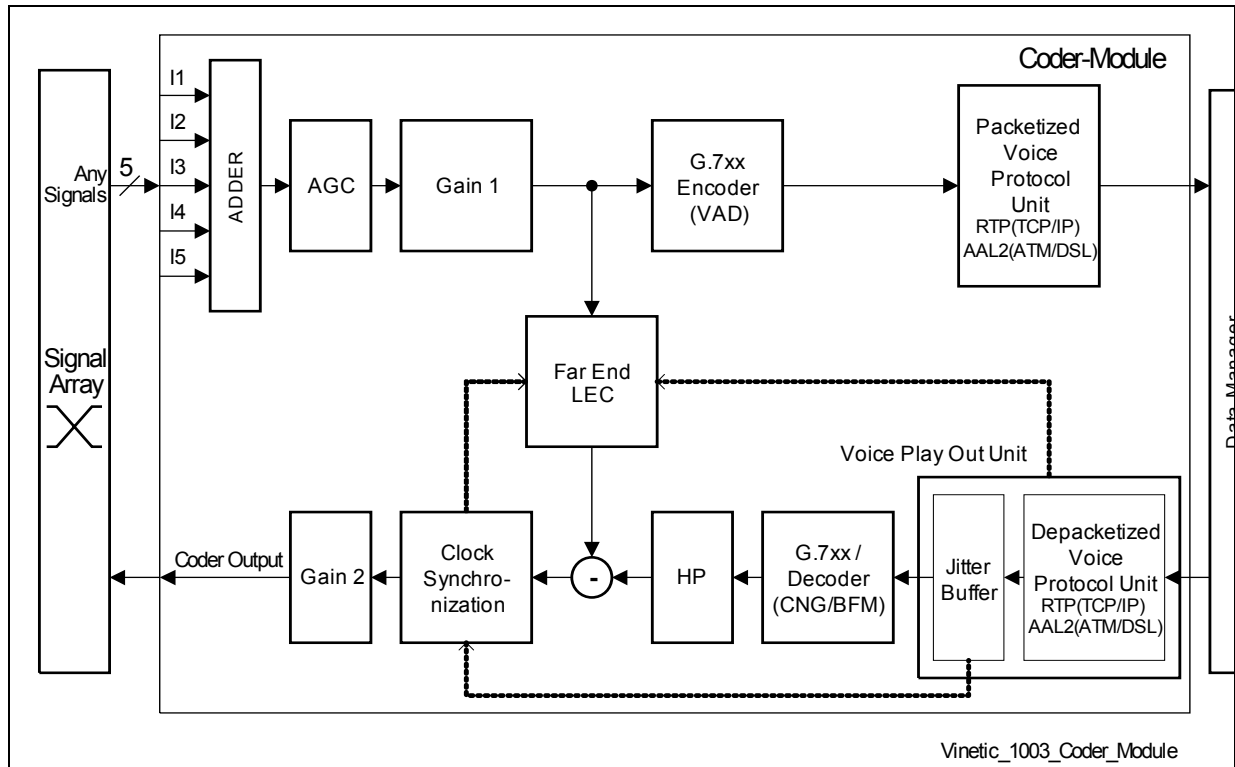 Coder-Module
I1
I2
I3
I4
I5
Any
Signals
5
ADDER
AGC
Gain 1
G.7xx
Encoder
(VAD)
Packetized
Voice
Protocol
Unit
RTP(TCP/IP)
AAL2(ATM/DSL)
Signal
Array
Far End
LEC
Data Manager
Voice Play Out Unit
Coder Output
Gain 2
Clock
Synchro-
nization
-
HP
G.7xx /
Decoder
(CNG/BFM)
Jitter
Buffer
Depacketized
Voice
Protocol Unit
RTP(TCP/IP)
AAL2(ATM/DSL)
Vinetic_1003_Coder_Module